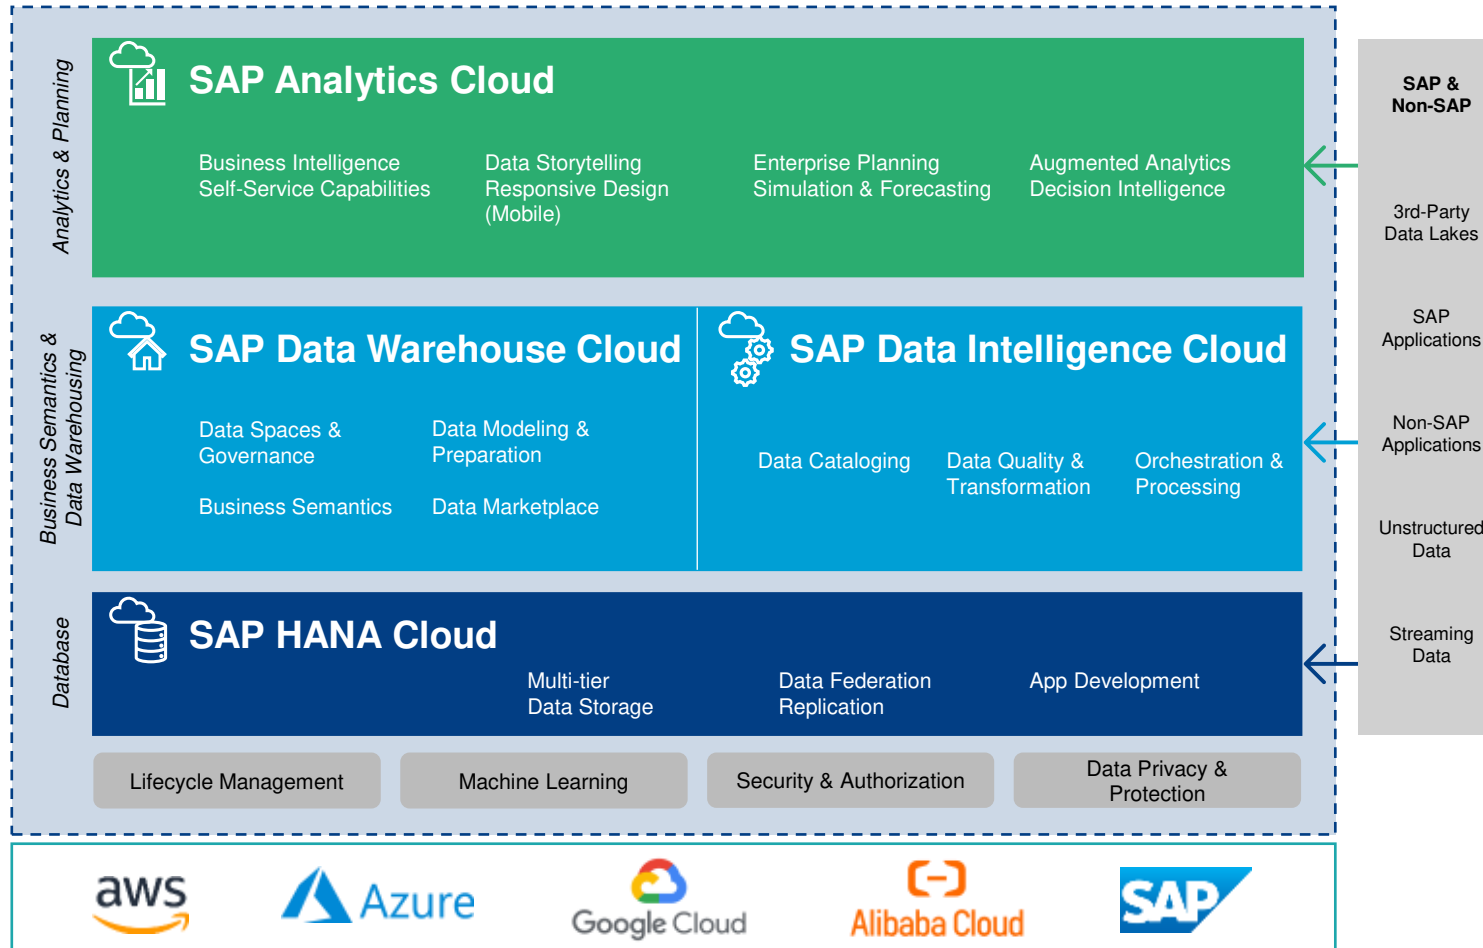 Analytics & Planning
SAP Analytics Cloud
Business Intelligence
Self-Service Capabilities
Data Storytelling
Responsive Design
(Mobile)
Enterprise Planning
Simulation & Forecasting
Augmented Analytics
Decision Intelligence
Business Semantics &
Data Warehousing
SAP Data Warehouse Cloud
Data Spaces &
Governance
Data Modeling &
Preparation
Business Semantics
Data Marketplace
SAP Data Intelligence Cloud
Data Cataloging
Data Quality &
Transformation
Orchestration &
Processing
Database
SAP HANA Cloud
Multi-tier
Data Storage
Data Federation
Replication
App Development
Lifecycle Management
Machine Learning
Security & Authorization
Data Privacy &
Protection
SAP &
Non-SAP
3rd-Party
Data Lakes
SAP
Applications
Non-SAP
Applications
Unstructured
Data
Streaming
Data
aws
Azure
Google Cloud
Alibaba Cloud
SAP